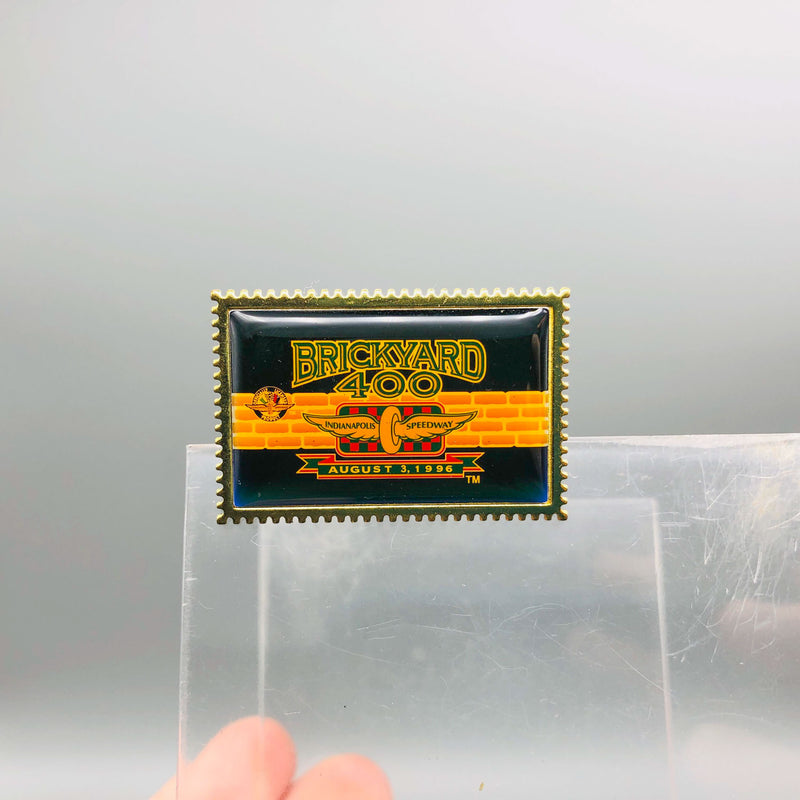 BRICKYARD
400
INDIANAPOLIS SPEEDWAY
AUGUST 3, 1996
TM